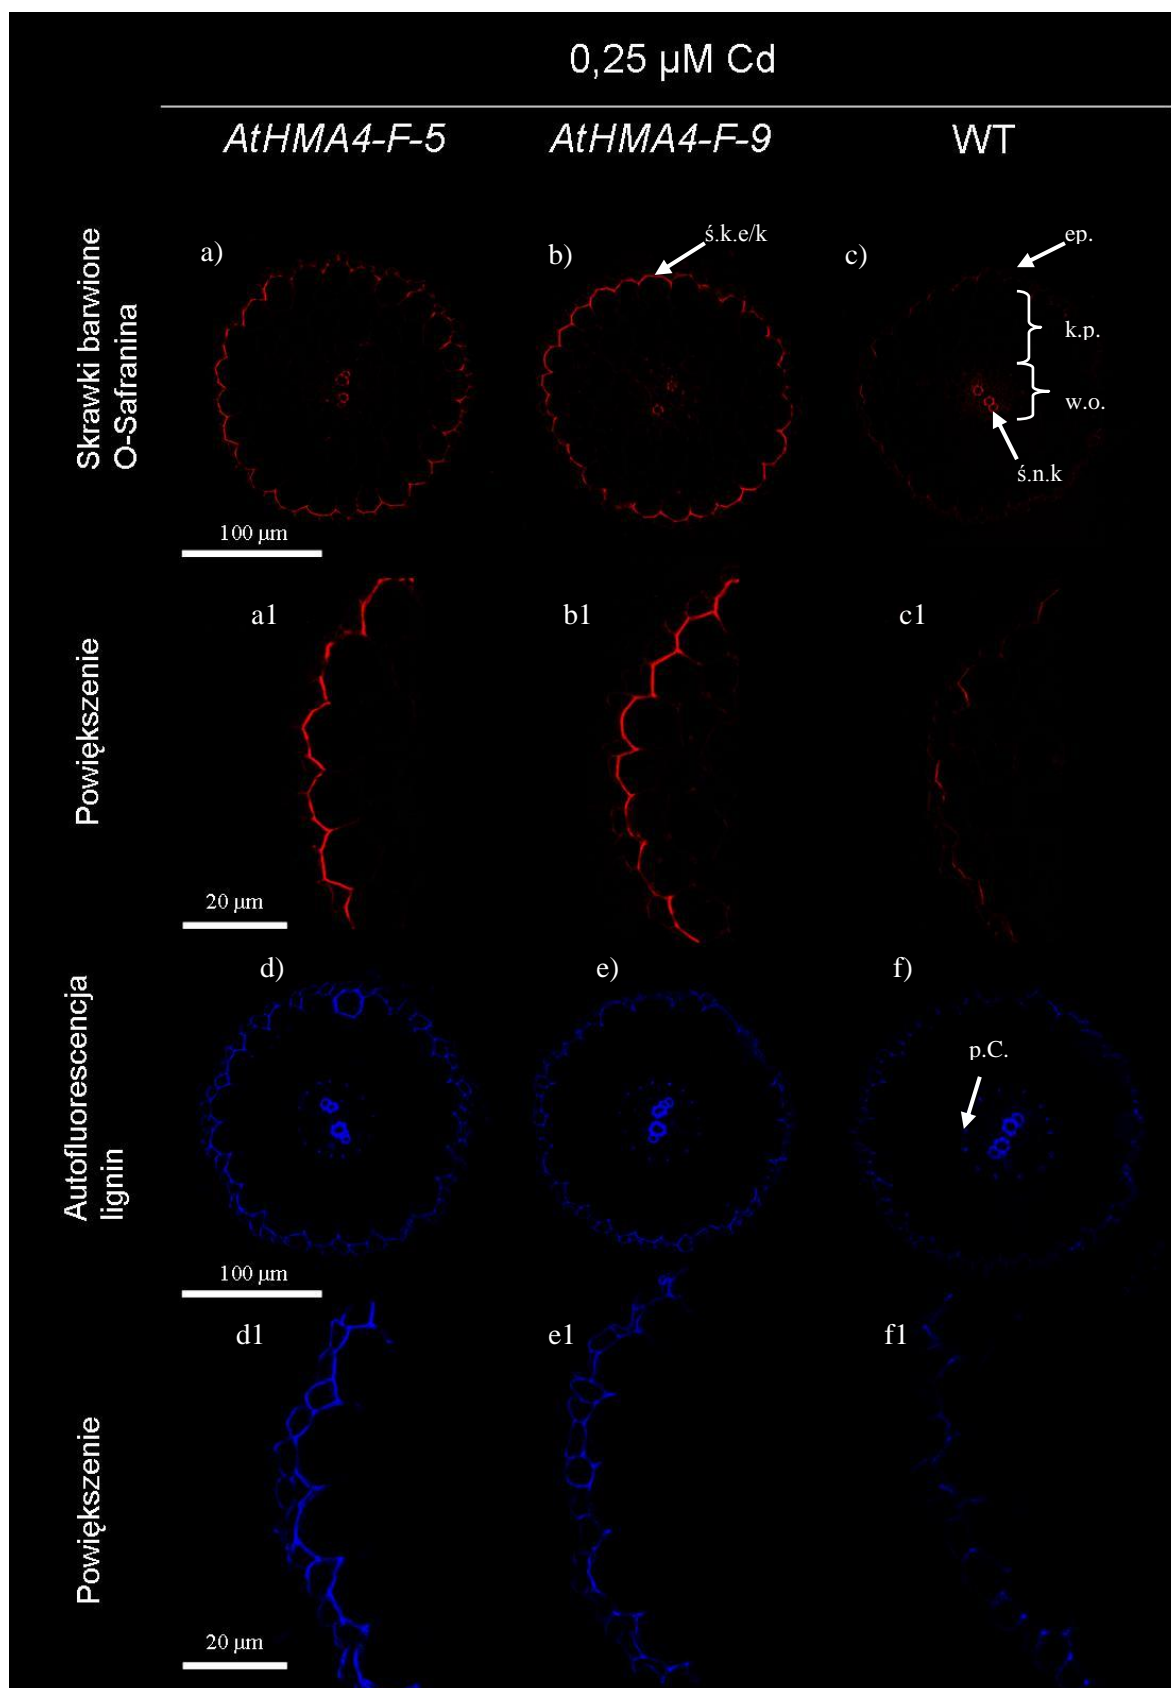 0,25 µM Cd
AtHMA4-F-5
AtHMA4-F-9
WT
Skrawki barwione
O-Safranina
a)
b)
ś.k.e/k
c)
ep.
k.p.
w.o.
ś.n.k
100 µm
Powiększenie
a1
b1
c1
20 µm
Autofluorescencja
lignin
d)
e)
f)
p.C.
100 µm
Powiększenie
d1
e1
f1
20 µm